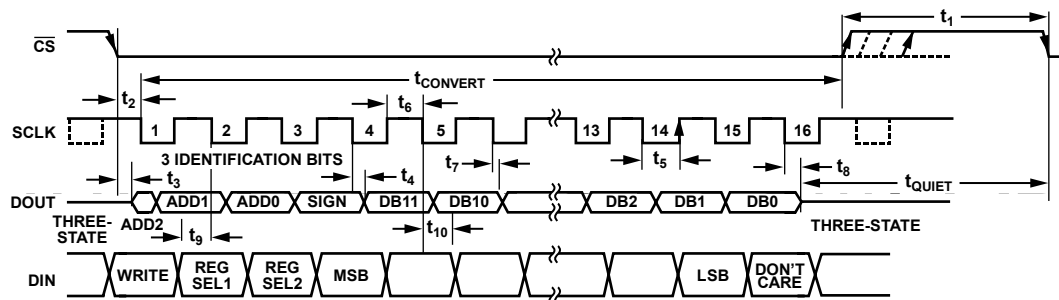 t1
CS
tCONVERT
t2
t6
SCLK
1 2 3 4 5 13 14 15 16
3 IDENTIFICATION BITS
t7
t5
t8
t3
t4
tQUIET
DOUT
ADD1 ADD0 SIGN DB11 DB10 DB2 DB1 DB0
THREE-
STATE
ADD2
THREE-STATE
t9
t10
DIN
WRITE
REG
SEL1
REG
SEL2
MSB
LSB
DON'T
CARE